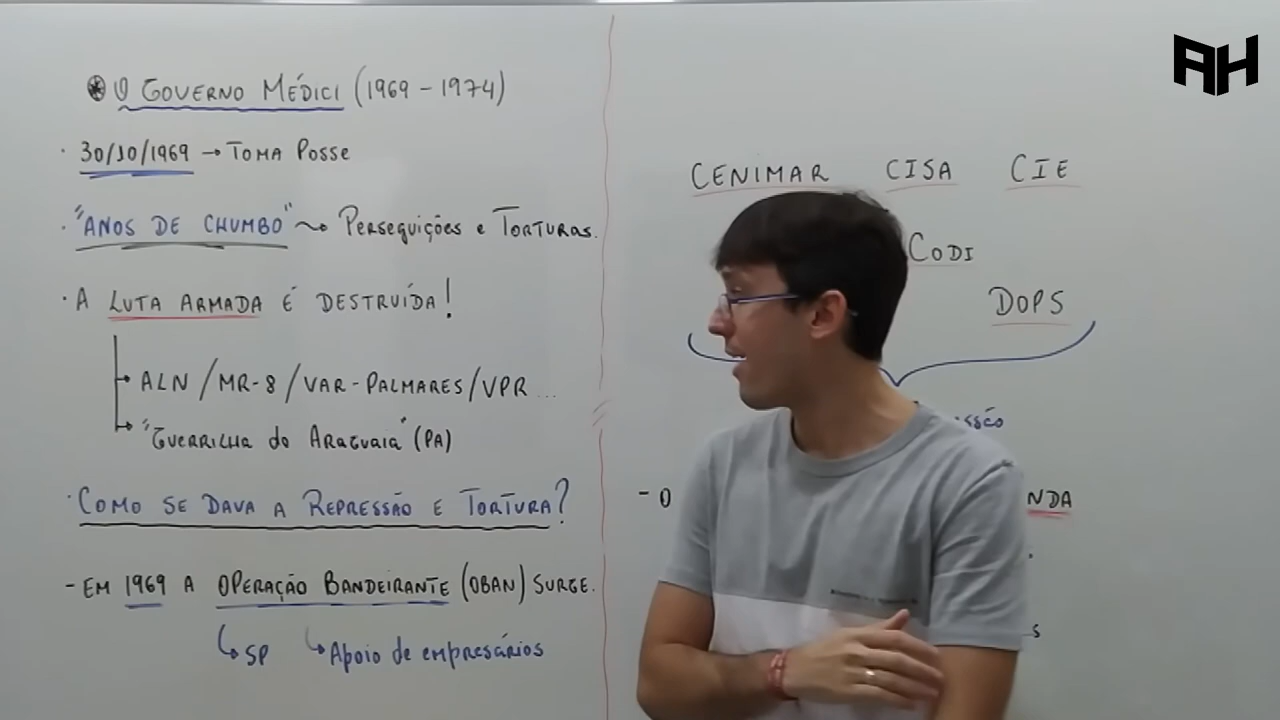 O GOVERNO MÉDICI (1969 - 1974)
· 30/10/1969 → TOMA POSSE
· "ANOS DE CHUMBO" ~> PERSEGUIÇÕES E TORTURAS.
· A LUTA ARMADA É DESTRUÍDA!
→ ALN / MR-8 / VAR-PALMARES / VPR ...
→ "GUERRILHA DO ARAGUAIA" (PA)
· COMO SE DAVA A REPRESSÃO E TORTURA?
- EM 1969 A OPERAÇÃO BANDEIRANTE (OBAN) SURGE.
↳ SP ↳ Apoio de empresários
AH
CENIMAR CISA CIE
CODI
DOPS
ssão
- O NDA
s